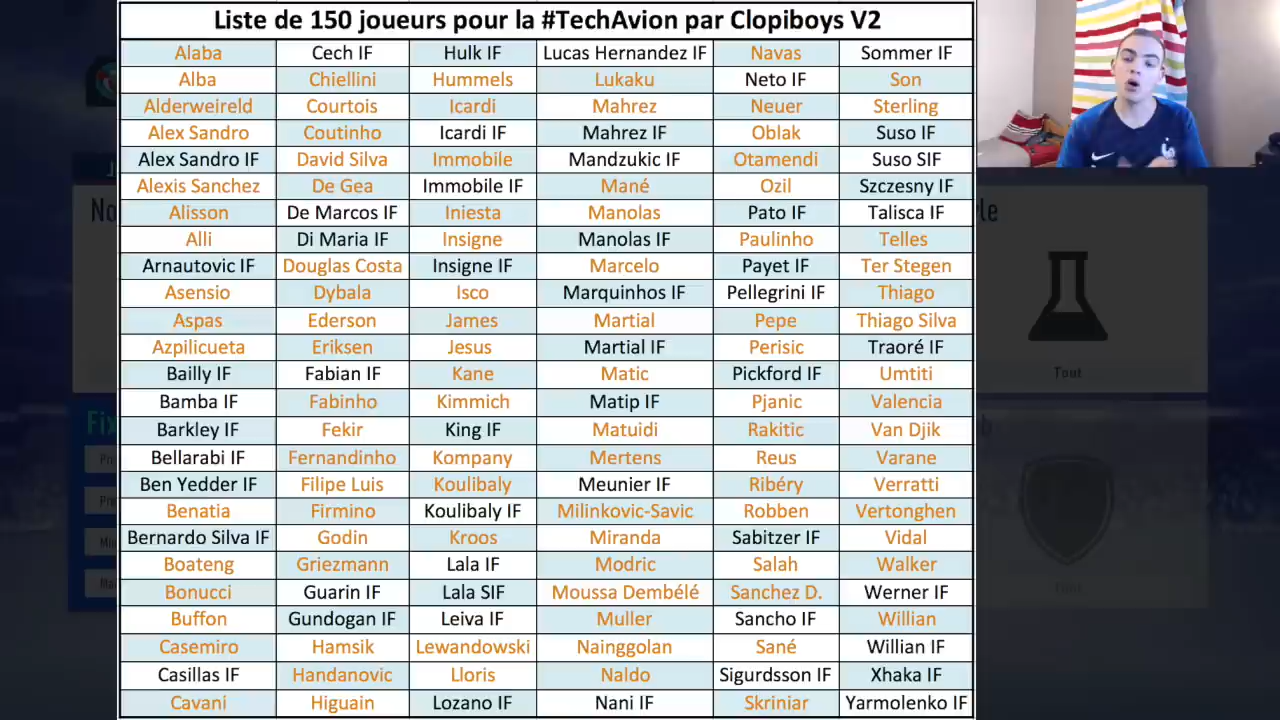 Liste de 150 joueurs pour la #TechAvion par Clopiboys V2
Alaba Cech IF Hulk IF Lucas Hernandez IF Navas Sommer IF
Alba Chiellini Hummels Lukaku Neto IF Son
Alderweireld Courtois Icardi Mahrez Neuer Sterling
Alex Sandro Coutinho Icardi IF Mahrez IF Oblak Suso IF
Alex Sandro IF David Silva Immobile Mandzukic IF Otamendi Suso SIF
Alexis Sanchez De Gea Immobile IF Mané Ozil Szczesny IF
Alisson De Marcos IF Iniesta Manolas Pato IF Talisca IF
Alli Di Maria IF Insigne Manolas IF Paulinho Telles
Arnautovic IF Douglas Costa Insigne IF Marcelo Payet IF Ter Stegen
Asensio Dybala Isco Marquinhos IF Pellegrini IF Thiago
Aspas Ederson James Martial Pepe Thiago Silva
Azpilicueta Eriksen Jesus Martial IF Perisic Traoré IF
Bailly IF Fabian IF Kane Matic Pickford IF Umtiti
Bamba IF Fabinho Kimmich Matip IF Pjanic Valencia
Barkley IF Fekir King IF Matuidi Rakitic Van Djik
Bellarabi IF Fernandinho Kompany Mertens Reus Varane
Ben Yedder IF Filipe Luis Koulibaly Meunier IF Ribéry Verratti
Benatia Firmino Koulibaly IF Milinkovic-Savic Robben Vertonghen
Bernardo Silva IF Godin Kroos Miranda Sabitzer IF Vidal
Boateng Griezmann Lala IF Modric Salah Walker
Bonucci Guarin IF Lala SIF Moussa Dembélé Sanchez D. Werner IF
Buffon Gundogan IF Leiva IF Muller Sancho IF Willian
Casemiro Hamsik Lewandowski Nainggolan Sané Willian IF
Casillas IF Handanovic Lloris Naldo Sigurdsson IF Xhaka IF
Cavani Higuain Lozano IF Nani IF Skriniar Yarmolenko IF
Tout